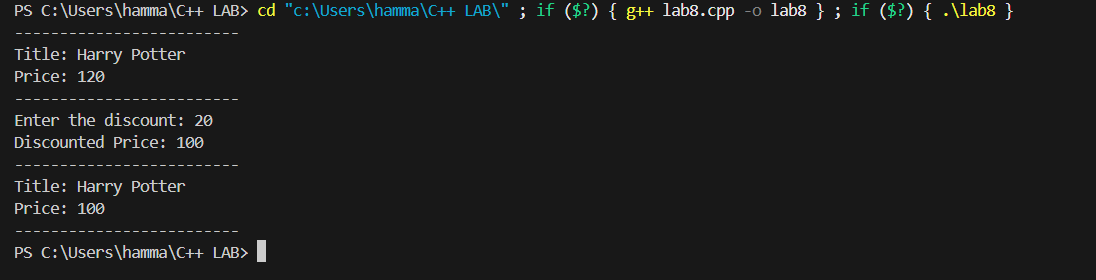 PS C:\Users\hamma\C++ LAB> cd "c:\Users\hamma\C++ LAB\" ; if ($?) { g++ lab8.cpp -o lab8 } ; if ($?) { .\lab8 }
-------------------------
Title: Harry Potter
Price: 120
-------------------------
Enter the discount: 20
Discounted Price: 100
-------------------------
Title: Harry Potter
Price: 100
-------------------------
PS C:\Users\hamma\C++ LAB>